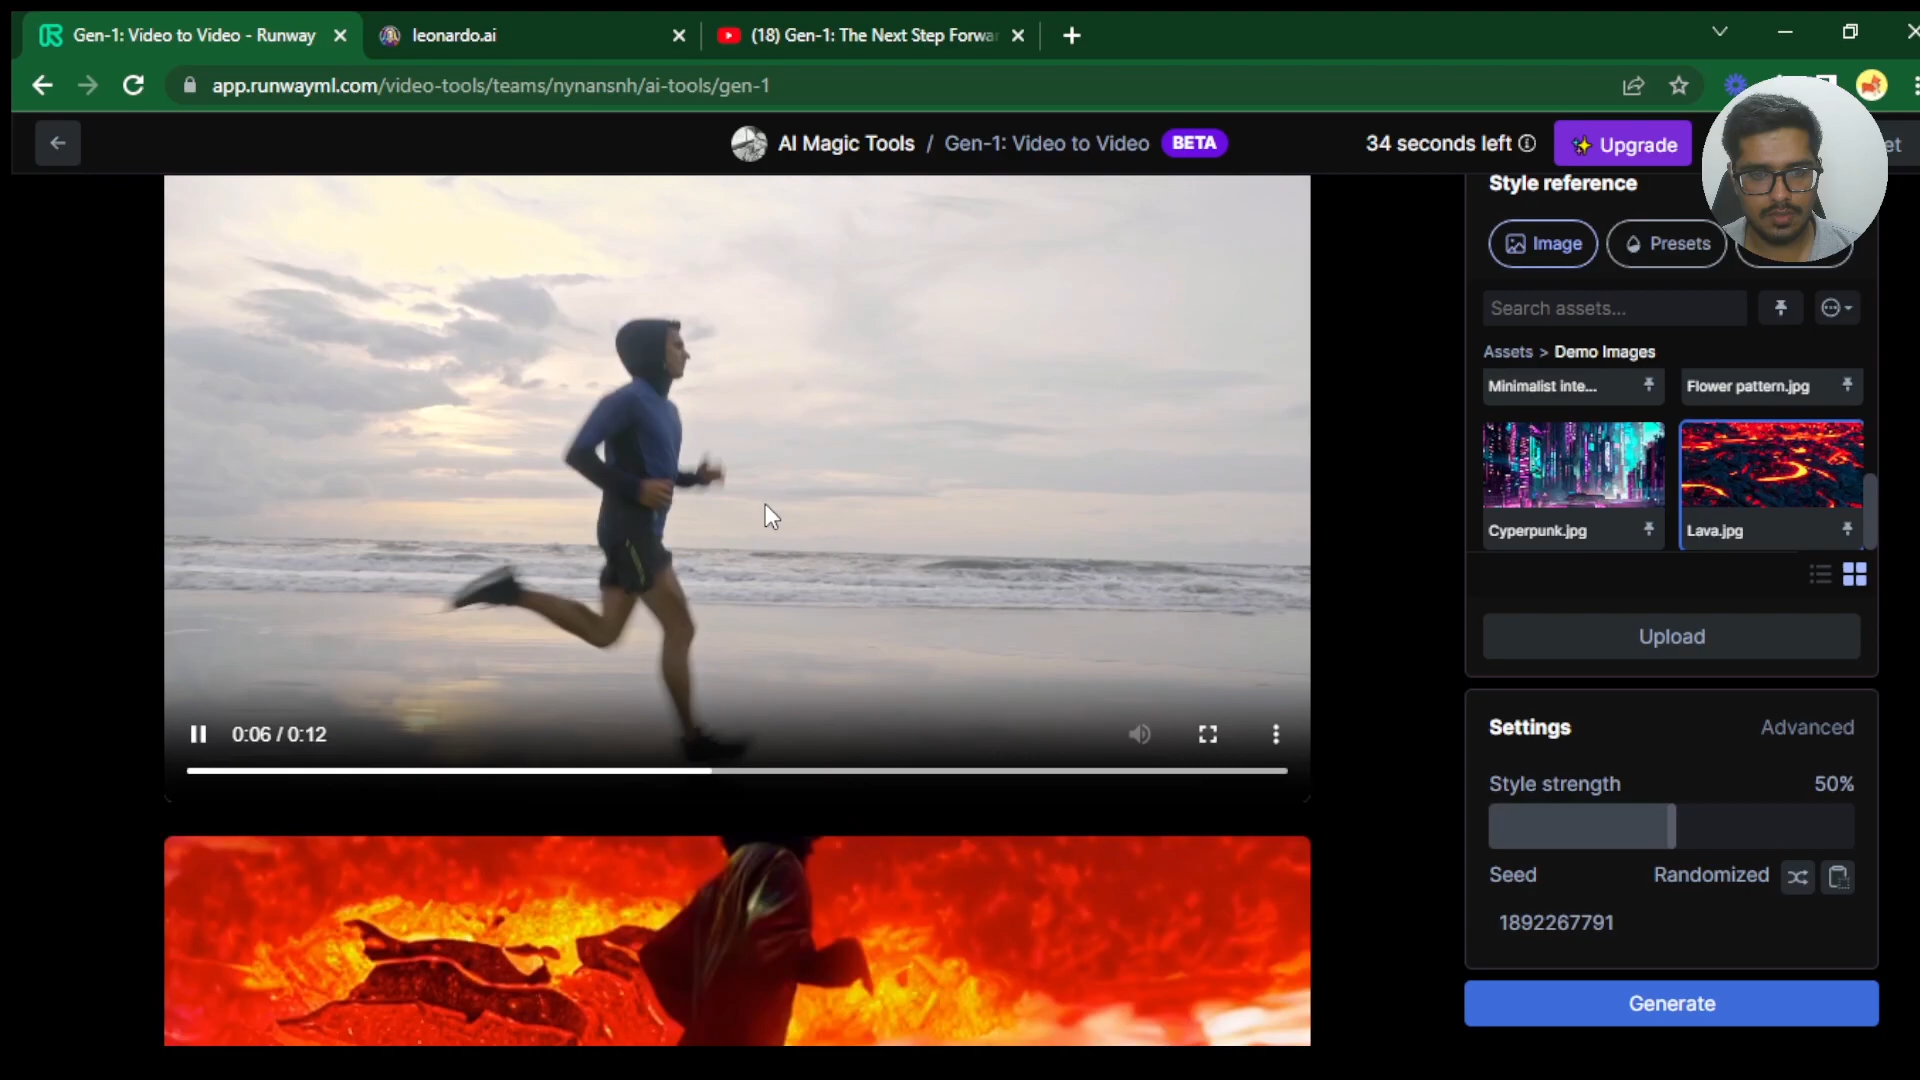 Gen-1: Video to Video - Runway
leonardo.ai
(18) Gen-1: The Next Step Forwa
app.runwayml.com/video-tools/teams/nynansnh/ai-tools/gen-1
AI Magic Tools / Gen-1: Video to Video BETA
34 seconds left
Upgrade
et
Style reference
Image
Presets
Search assets...
Assets > Demo Images
Minimalist inte...
Flower pattern.jpg
Cyperpunk.jpg
Lava.jpg
Upload
0:06 / 0:12
Settings
Advanced
Style strength
50%
Seed
Randomized
1892267791
Generate